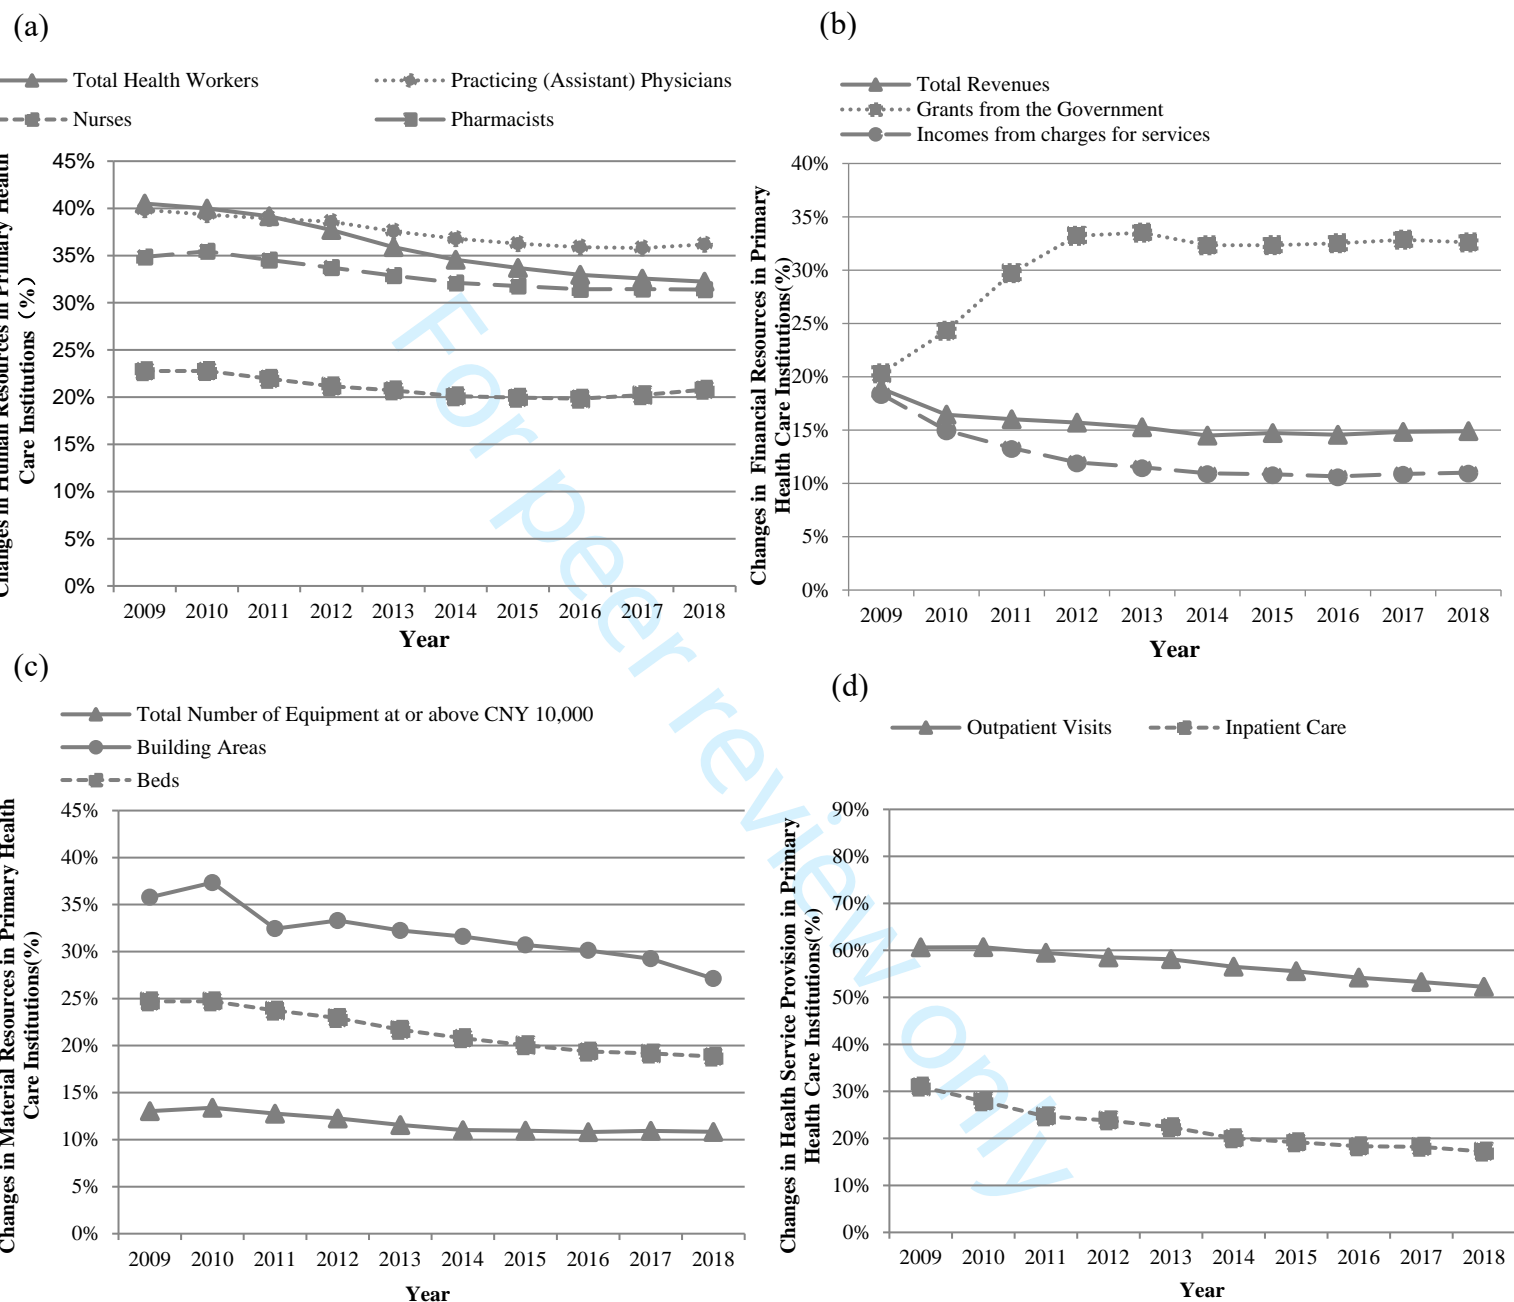 (a)
Total Health Workers
Practicing (Assistant) Physicians
Nurses
Pharmacists
Changes in Human Resources in Primary Health
Care Institutions（%）
45%
40%
35%
30%
25%
20%
15%
10%
5%
0%
2009 2010 2011 2012 2013 2014 2015 2016 2017 2018
Year
(b)
Total Revenues
Grants from the Government
Incomes from charges for services
Changes in Financial Resources in Primary
Health Care Institutions(%)
40%
35%
30%
25%
20%
15%
10%
5%
0%
2009 2010 2011 2012 2013 2014 2015 2016 2017 2018
Year
(c)
Total Number of Equipment at or above CNY 10,000
Building Areas
Beds
Changes in Material Resources in Primary Health
Care Institutions(%)
45%
40%
35%
30%
25%
20%
15%
10%
5%
0%
2009 2010 2011 2012 2013 2014 2015 2016 2017 2018
Year
(d)
Outpatient Visits
Inpatient Care
Changes in Health Service Provision in Primary
Health Care Institutions(%)
90%
80%
70%
60%
50%
40%
30%
20%
10%
0%
2009 2010 2011 2012 2013 2014 2015 2016 2017 2018
Year
For peer review only